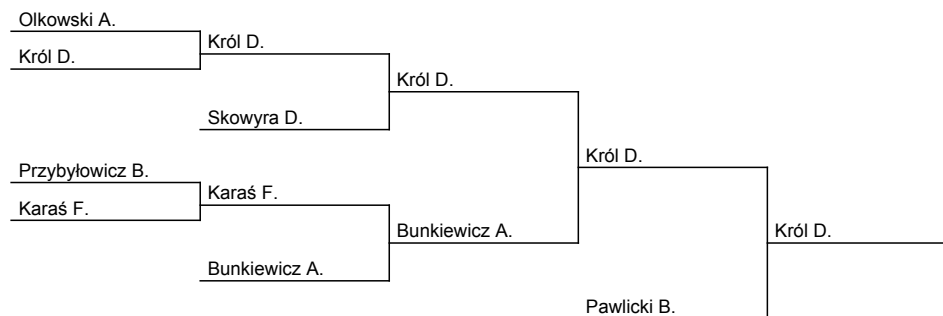 Olkowski A.
Król D.
Król D.
Król D.
Skowyra D.
Król D.
Przybyłowicz B.
Karaś F.
Karaś F.
Bunkiewicz A.
Król D.
Bunkiewicz A.
Pawlicki B.